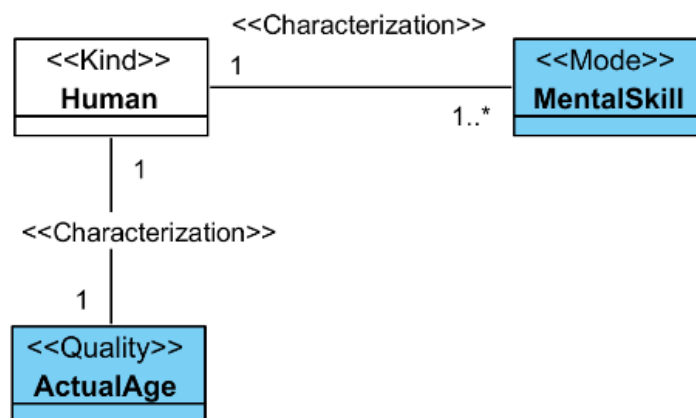 <<Characterization>>
<<Kind>>
Human
1
1..*
<<Mode>>
MentalSkill
1
<<Characterization>>
1
<<Quality>>
ActualAge